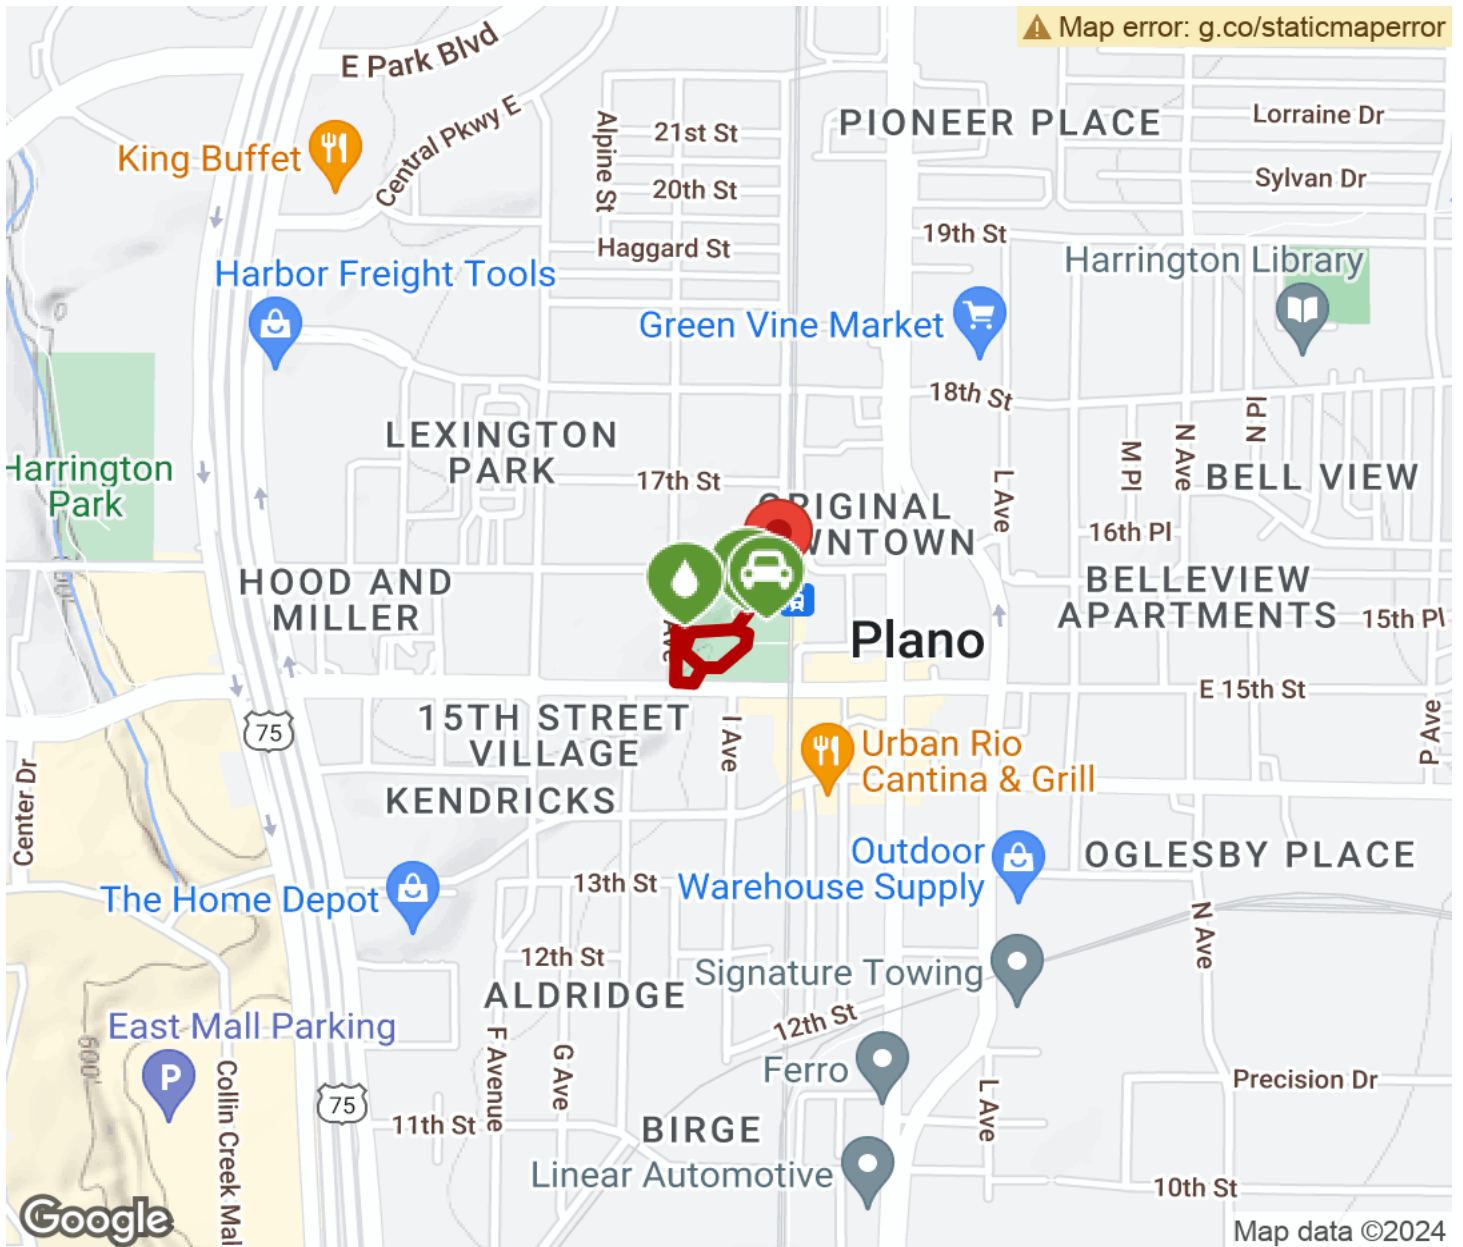 Map error: g.co/staticmaperror
E Park Blvd
Lorraine Dr
PIONEER PLACE
Central Pkwy E
Alpine St
21st St
King Buffet
20th St
Sylvan Dr
19th St
Haggard St
Harrington Library
Harbor Freight Tools
Green Vine Market
18th St
N Pl
LEXINGTON
PARK
M Pl
N Ave
Harrington
Park
17th St
L Ave
BELL VIEW
ORIGINAL
WNTOWN
16th Pl
HOOD AND
MILLER
BELLEVIEW
APARTMENTS
15th Pl
Ave
Plano
E 15th St
15TH STREET
VILLAGE
75
I Ave
P Ave
Urban Rio
Cantina & Grill
KENDRICKS
Center Dr
Outdoor
Warehouse Supply
OGLESBY PLACE
The Home Depot
13th St
N Ave
12th St
Signature Towing
ALDRIDGE
12th St
East Mall Parking
P
600'
F Avenue
G Ave
Ferro
Precision Dr
Collin Creek Mal
75
L Ave
11th St
BIRGE
Linear Automotive
10th St
Google
Map data ©2024